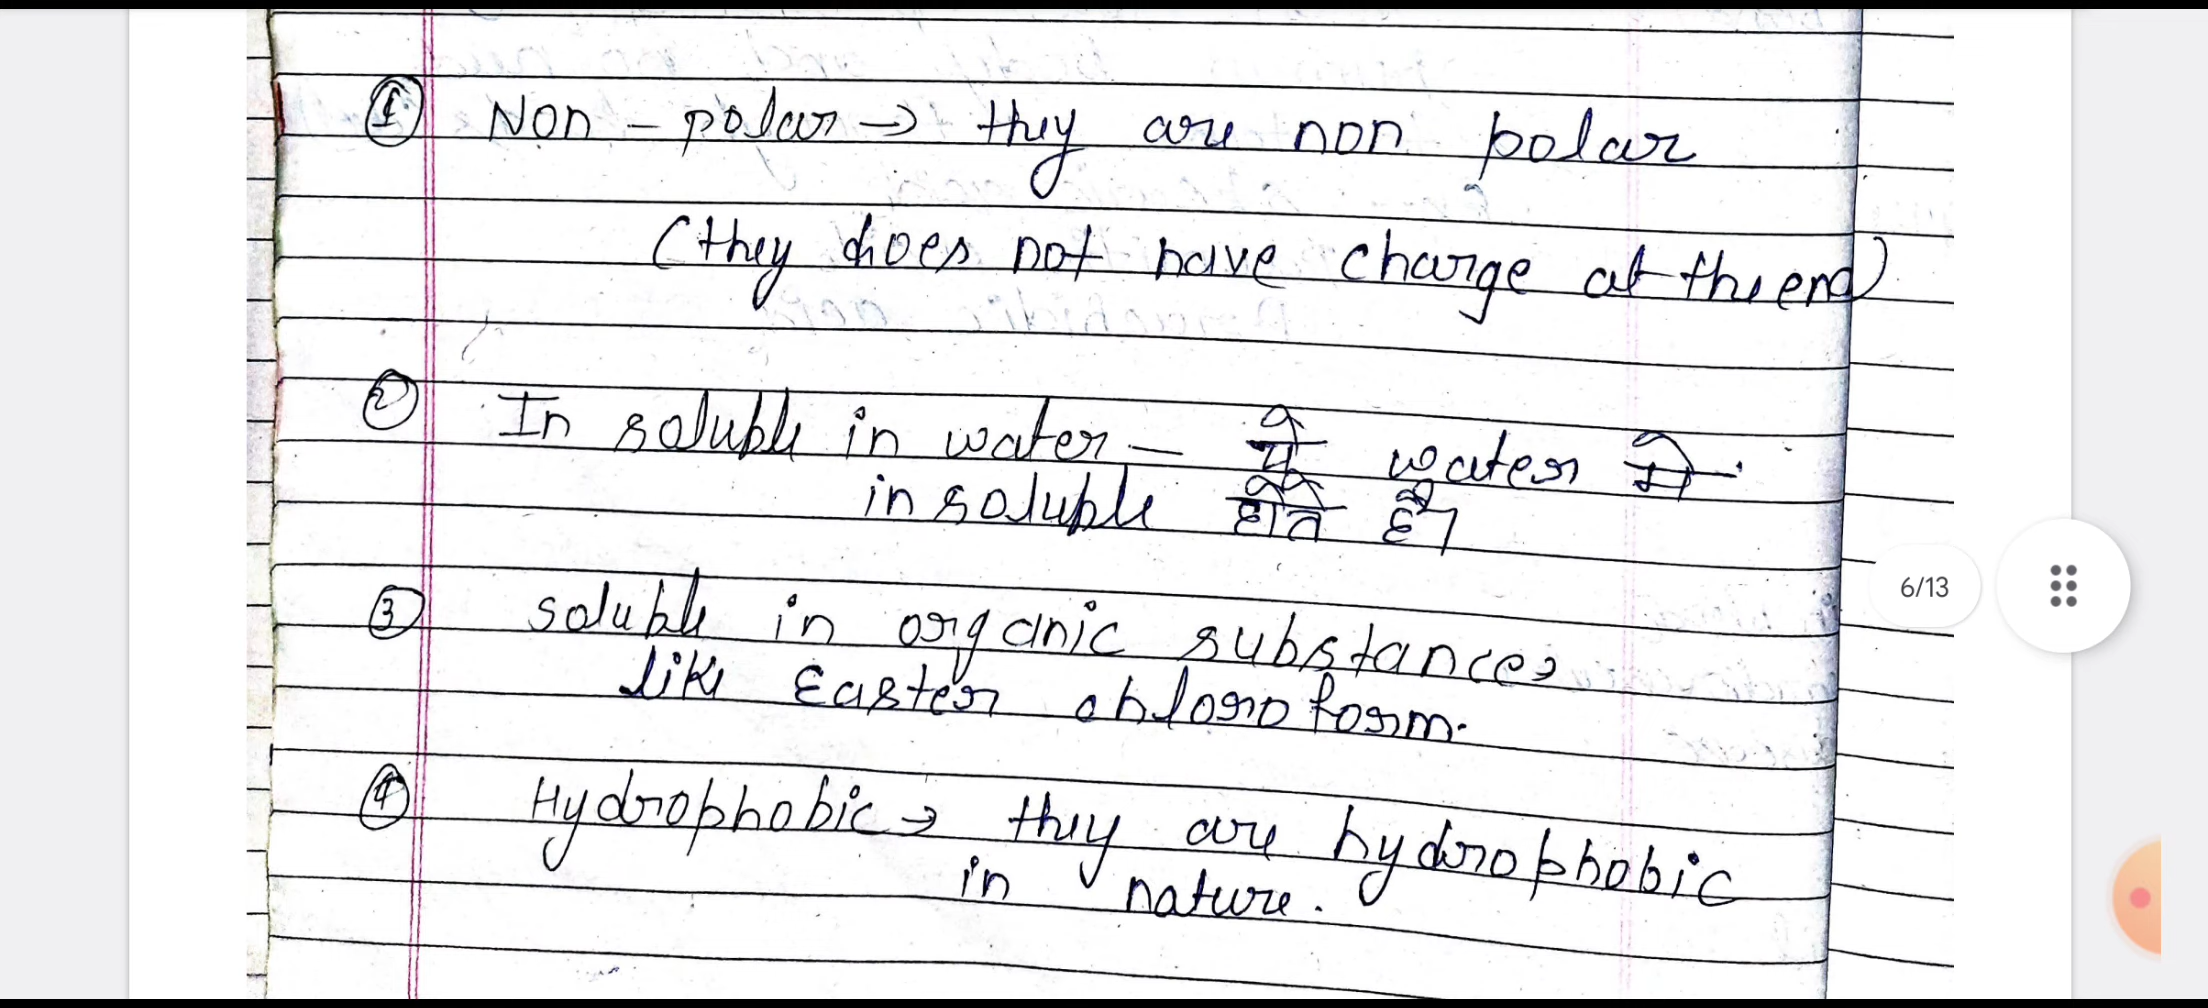 ① Non - polar → they are non polar
(they does not have charge at the end)
② In soluble in water - ये water में
insoluble होते हैं।
③ soluble in organic substances
like Easter chloroform.
6/13
④ Hydrophobic → they are hydrophobic
in nature.